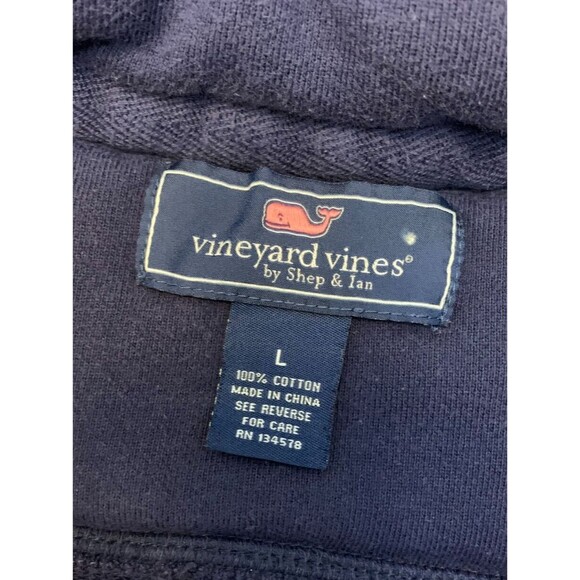 vineyard vines®
by Shep & Ian
L
100% COTTON
MADE IN CHINA
SEE REVERSE
FOR CARE
RN 134578